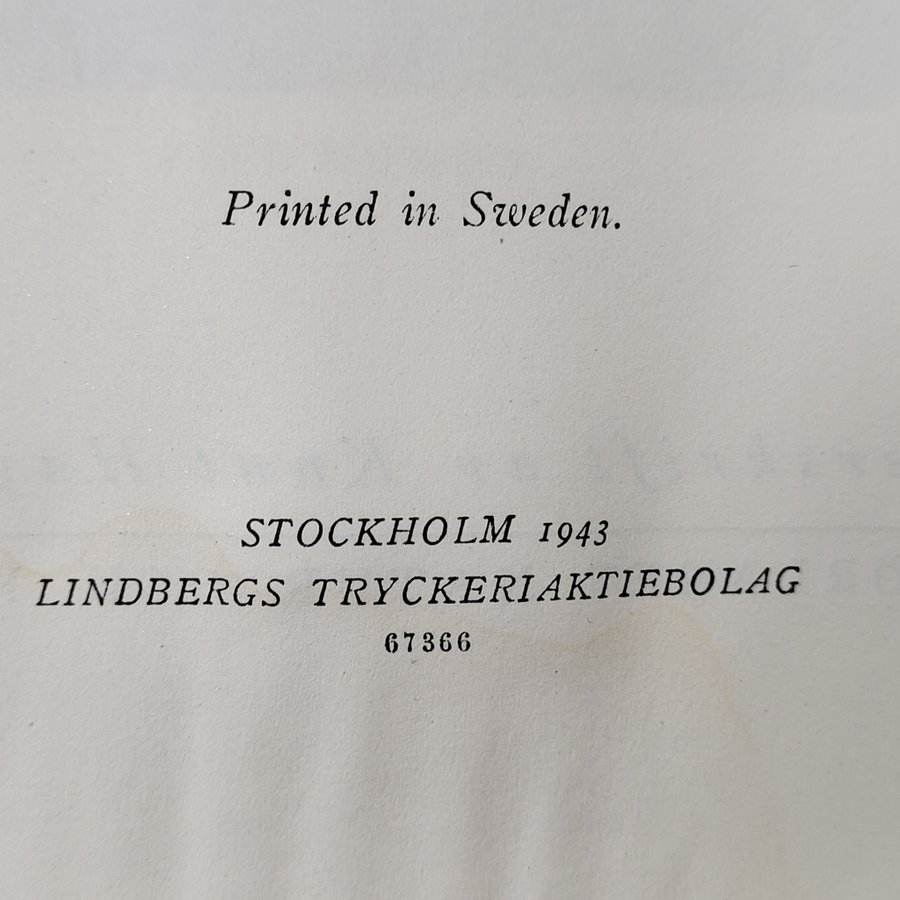 Printed in Sweden.
STOCKHOLM 1943
LINDBERGS TRYCKERIAKTIEBOLAG
67366